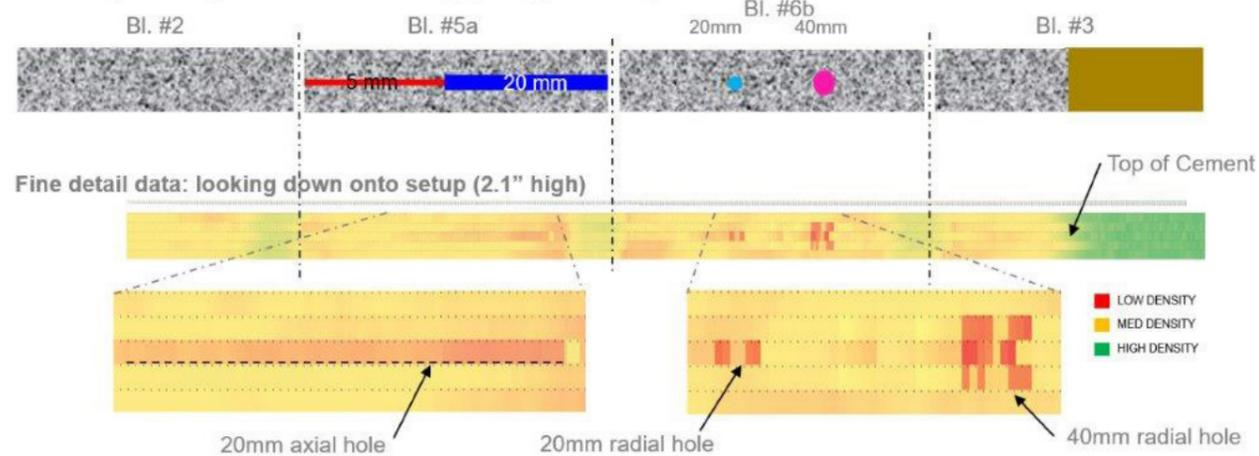 Bl. #2
Bl. #5a
Bl. #6b
Bl. #3
20mm
40mm
5 mm
20 mm
Top of Cement
Fine detail data: looking down onto setup (2.1” high)
LOW DENSITY
MED DENSITY
HIGH DENSITY
20mm axial hole
20mm radial hole
40mm radial hole